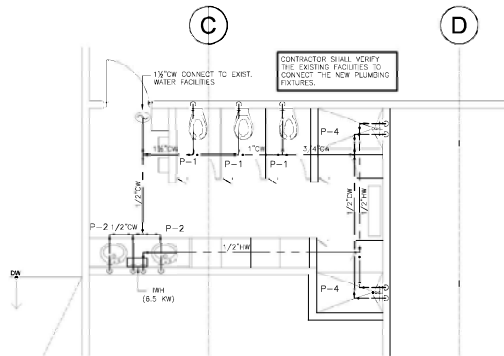 C
D
1½"CW CONNECT TO EXIST.
WATER FACILITIES
CONTRACTOR SHALL VERIFY
THE EXISTING FACILITIES TO
CONNECT THE NEW PLUMBING
FIXTURES.
P-4
1½"CW
1"CW
3/4"CW
P-1
P-1
P-1
1/2"CW
1/2"CW
1/2"HW
P-2
1/2"CW
P-2
1/2"HW
DW
IWH
(6.5 KW)
P-4